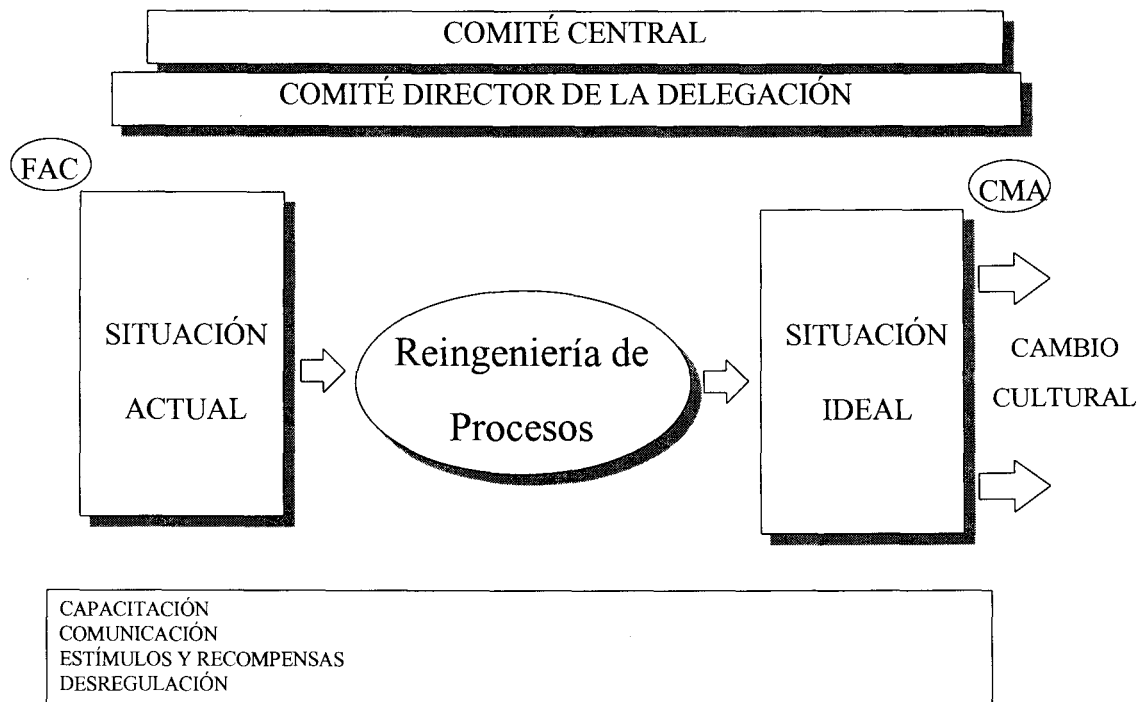 COMITÉ CENTRAL
COMITÉ DIRECTOR DE LA DELEGACIÓN
FAC
CMA
SITUACIÓN
ACTUAL
Reingeniería de
Procesos
SITUACIÓN
IDEAL
CAMBIO
CULTURAL
CAPACITACIÓN
COMUNICACIÓN
ESTÍMULOS Y RECOMPENSAS
DESREGULACIÓN